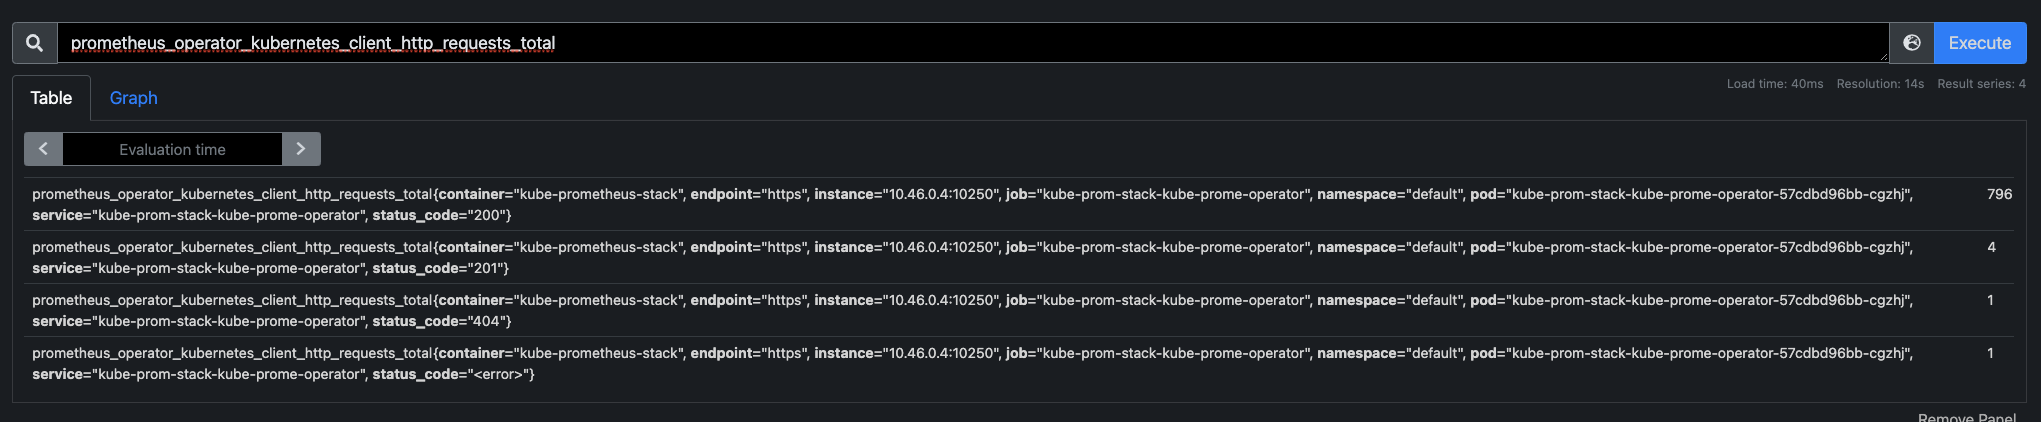 prometheus_operator_kubernetes_client_http_requests_total
Execute
Table
Graph
Load time: 40ms Resolution: 14s Result series: 4
Evaluation time
prometheus_operator_kubernetes_client_http_requests_total{container="kube-prometheus-stack", endpoint="https", instance="10.46.0.4:10250", job="kube-prom-stack-kube-prome-operator", namespace="default", pod="kube-prom-stack-kube-prome-operator-57cdbd96bb-cgzhj", 796
service="kube-prom-stack-kube-prome-operator", status_code="200"}
prometheus_operator_kubernetes_client_http_requests_total{container="kube-prometheus-stack", endpoint="https", instance="10.46.0.4:10250", job="kube-prom-stack-kube-prome-operator", namespace="default", pod="kube-prom-stack-kube-prome-operator-57cdbd96bb-cgzhj", 4
service="kube-prom-stack-kube-prome-operator", status_code="201"}
prometheus_operator_kubernetes_client_http_requests_total{container="kube-prometheus-stack", endpoint="https", instance="10.46.0.4:10250", job="kube-prom-stack-kube-prome-operator", namespace="default", pod="kube-prom-stack-kube-prome-operator-57cdbd96bb-cgzhj", 1
service="kube-prom-stack-kube-prome-operator", status_code="404"}
prometheus_operator_kubernetes_client_http_requests_total{container="kube-prometheus-stack", endpoint="https", instance="10.46.0.4:10250", job="kube-prom-stack-kube-prome-operator", namespace="default", pod="kube-prom-stack-kube-prome-operator-57cdbd96bb-cgzhj", 1
service="kube-prom-stack-kube-prome-operator", status_code="<error>"}
Remove Panel